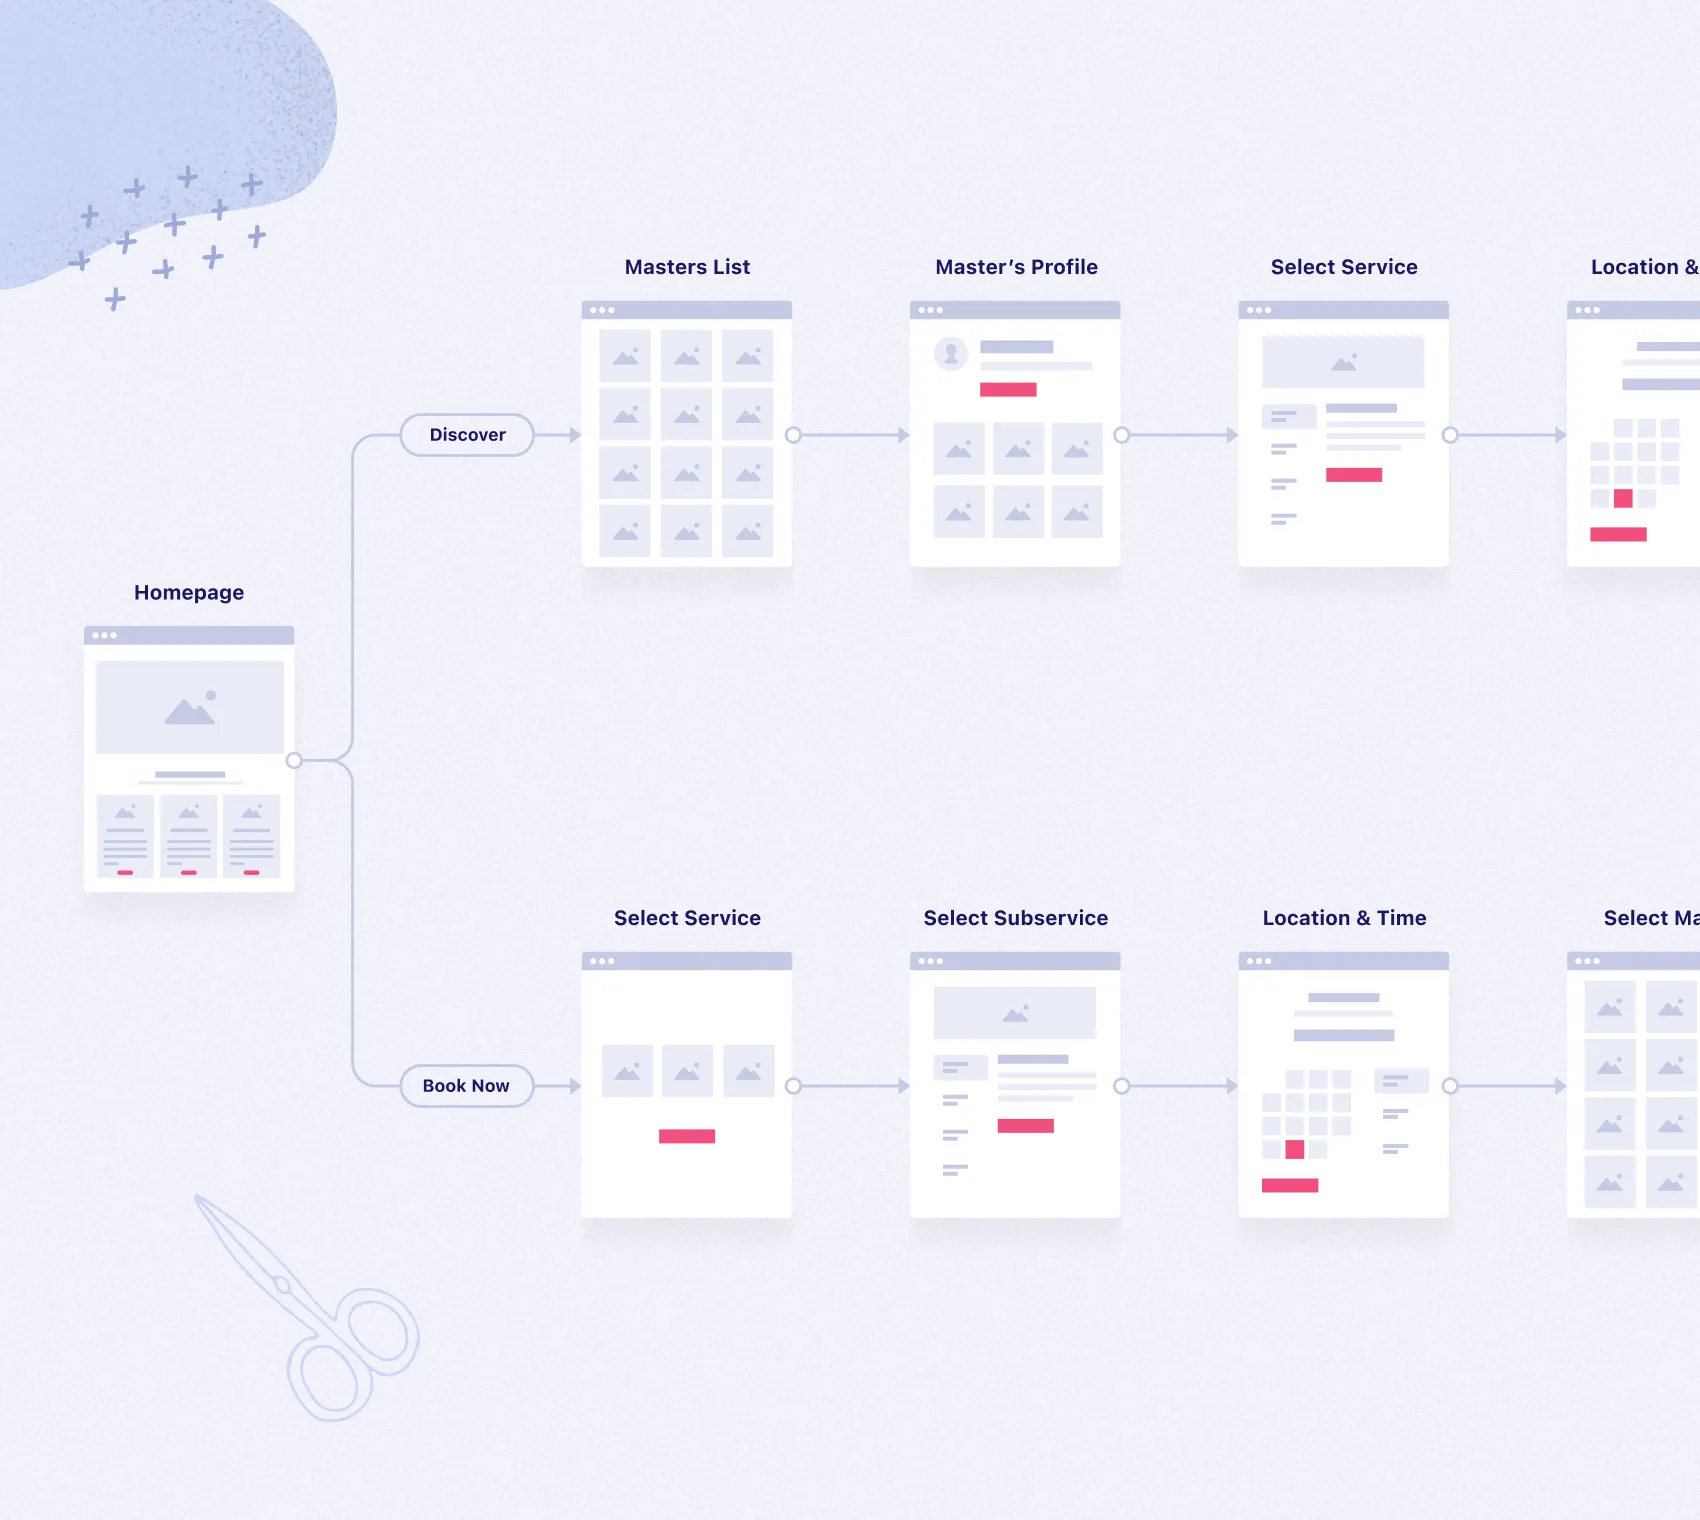 Masters List
Master's Profile
Select Service
Location &
Discover
Homepage
Select Service
Select Subservice
Location & Time
Select Ma
Book Now